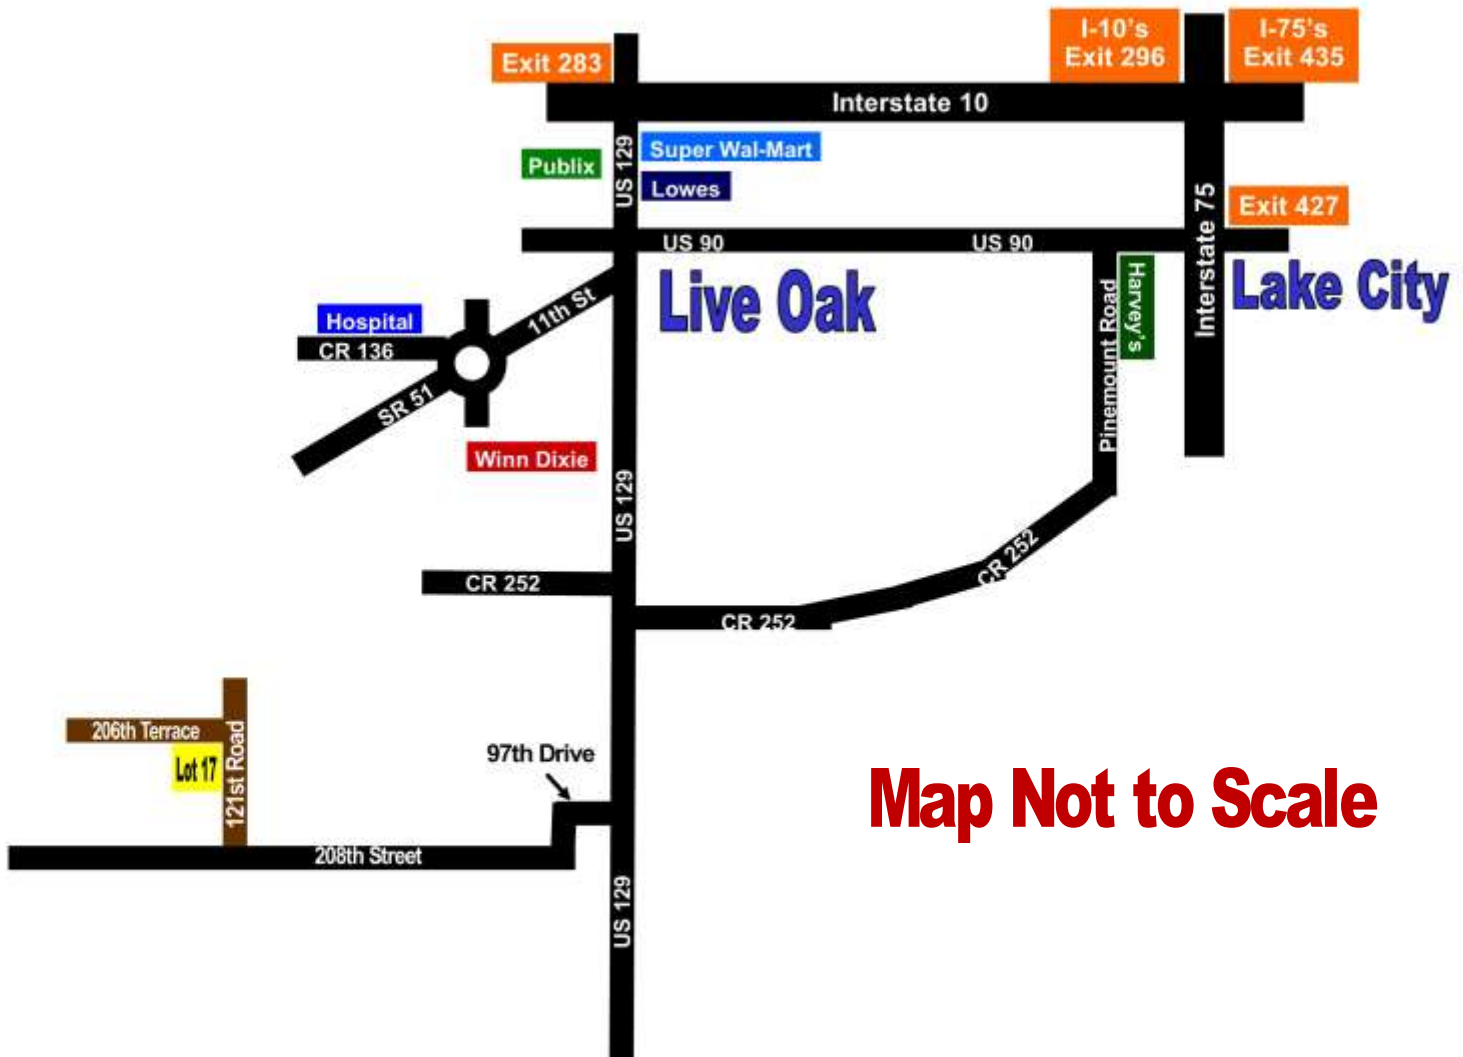 I-10's
Exit 296
I-75's
Exit 435
Exit 283
Interstate 10
US 129
Super Wal-Mart
Publix
Lowes
Interstate 75
Exit 427
US 90
US 90
Live Oak
Lake City
Harvey's
Pinemount Road
11th St
Hospital
CR 136
SR 51
Winn Dixie
US 129
CR 252
CR 252
CR 252
206th Terrace
121st Road
Lot 17
97th Drive
Map Not to Scale
208th Street
US 129